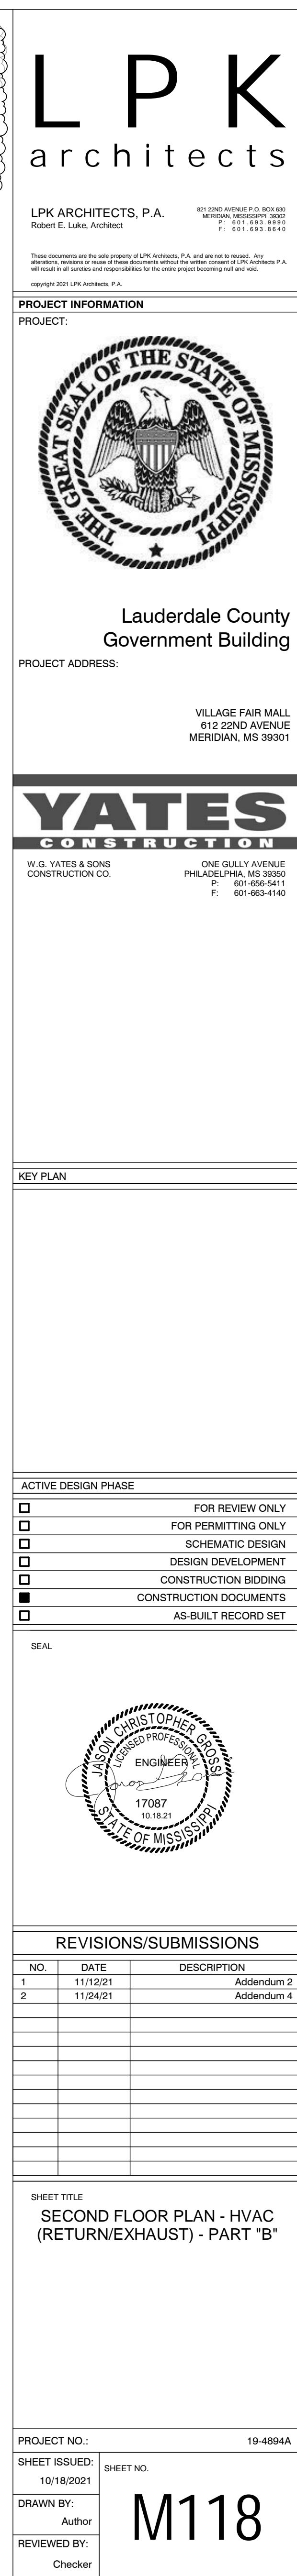 LPK
architects
LPK ARCHITECTS, P.A.
Robert E. Luke, Architect
821 22ND AVENUE P.O. BOX 630
MERIDIAN, MISSISSIPPI 39302
P: 601.693.9990
F: 601.693.8640
These documents are the sole property of LPK Architects, P.A. and are not to reused. Any
alterations, revisions or reuse of these documents without the written consent of LPK Architects P.A.
will result in all sureties and responsibilities for the entire project becoming null and void.
copyright 2021 LPK Architects, P.A.
PROJECT INFORMATION
PROJECT:
THE GREAT SEAL OF THE STATE OF MISSISSIPPI
Lauderdale County
Government Building
PROJECT ADDRESS:
VILLAGE FAIR MALL
612 22ND AVENUE
MERIDIAN, MS 39301
YATES
CONSTRUCTION
W.G. YATES & SONS
CONSTRUCTION CO.
ONE GULLY AVENUE
PHILADELPHIA, MS 39350
P: 601-656-5411
F: 601-663-4140
KEY PLAN
ACTIVE DESIGN PHASE
FOR REVIEW ONLY
FOR PERMITTING ONLY
SCHEMATIC DESIGN
DESIGN DEVELOPMENT
CONSTRUCTION BIDDING
CONSTRUCTION DOCUMENTS
AS-BUILT RECORD SET
SEAL
JAISON CHRISTOPHER GROSSI
LICENSED PROFESSIONAL
ENGINEER
17087
10.18.21
STATE OF MISSISSIPPI
REVISIONS/SUBMISSIONS
NO. DATE DESCRIPTION
1 11/12/21 Addendum 2
2 11/24/21 Addendum 4
SHEET TITLE
SECOND FLOOR PLAN - HVAC
(RETURN/EXHAUST) - PART "B"
PROJECT NO.: 19-4894A
SHEET ISSUED:
10/18/2021
DRAWN BY:
Author
REVIEWED BY:
Checker
SHEET NO.
M118